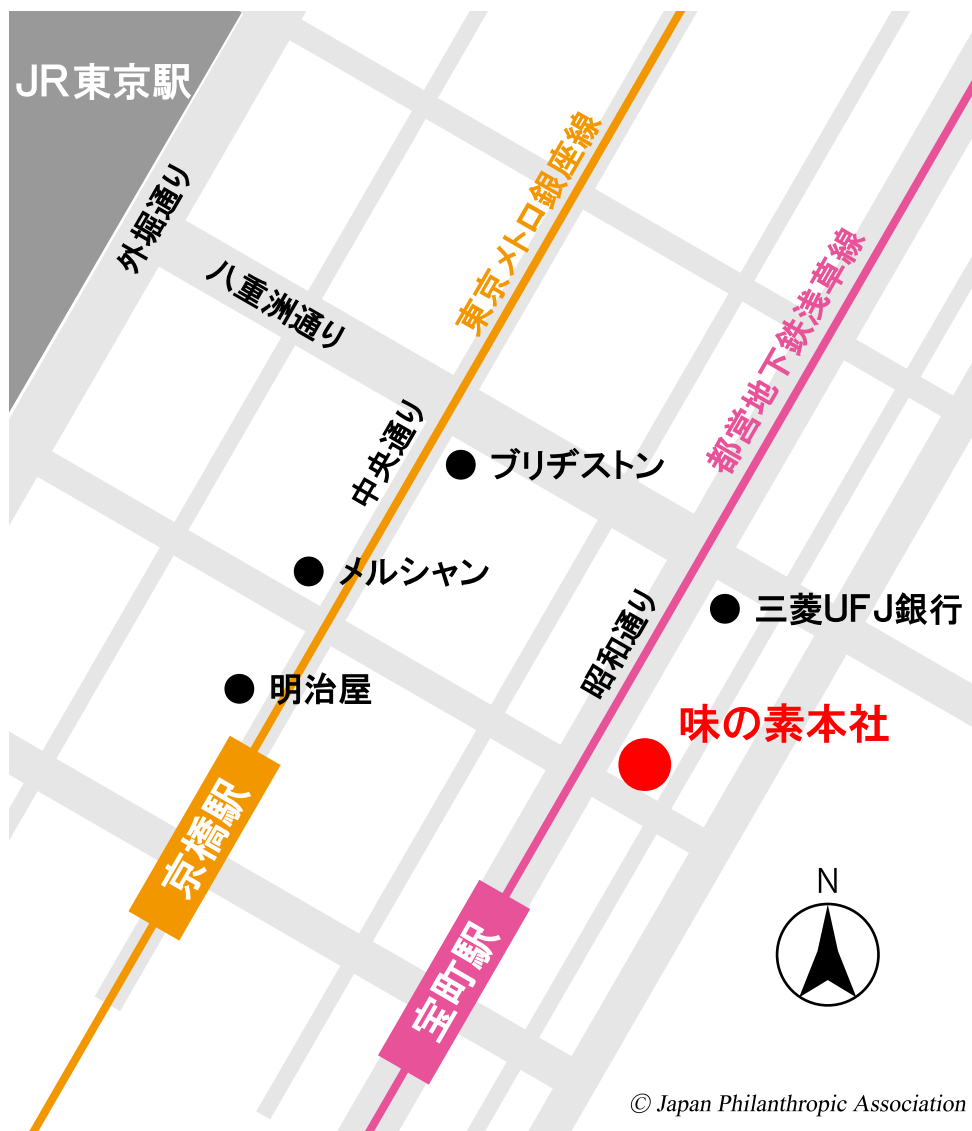 JR東京駅
外堀通り
八重洲通り
東京メトロ銀座線
都営地下鉄浅草線
中央通り
ブリヂストン
メルシャン
昭和通り
三菱UFJ銀行
明治屋
味の素本社
京橋駅
宝町駅
N
© Japan Philanthropic Association